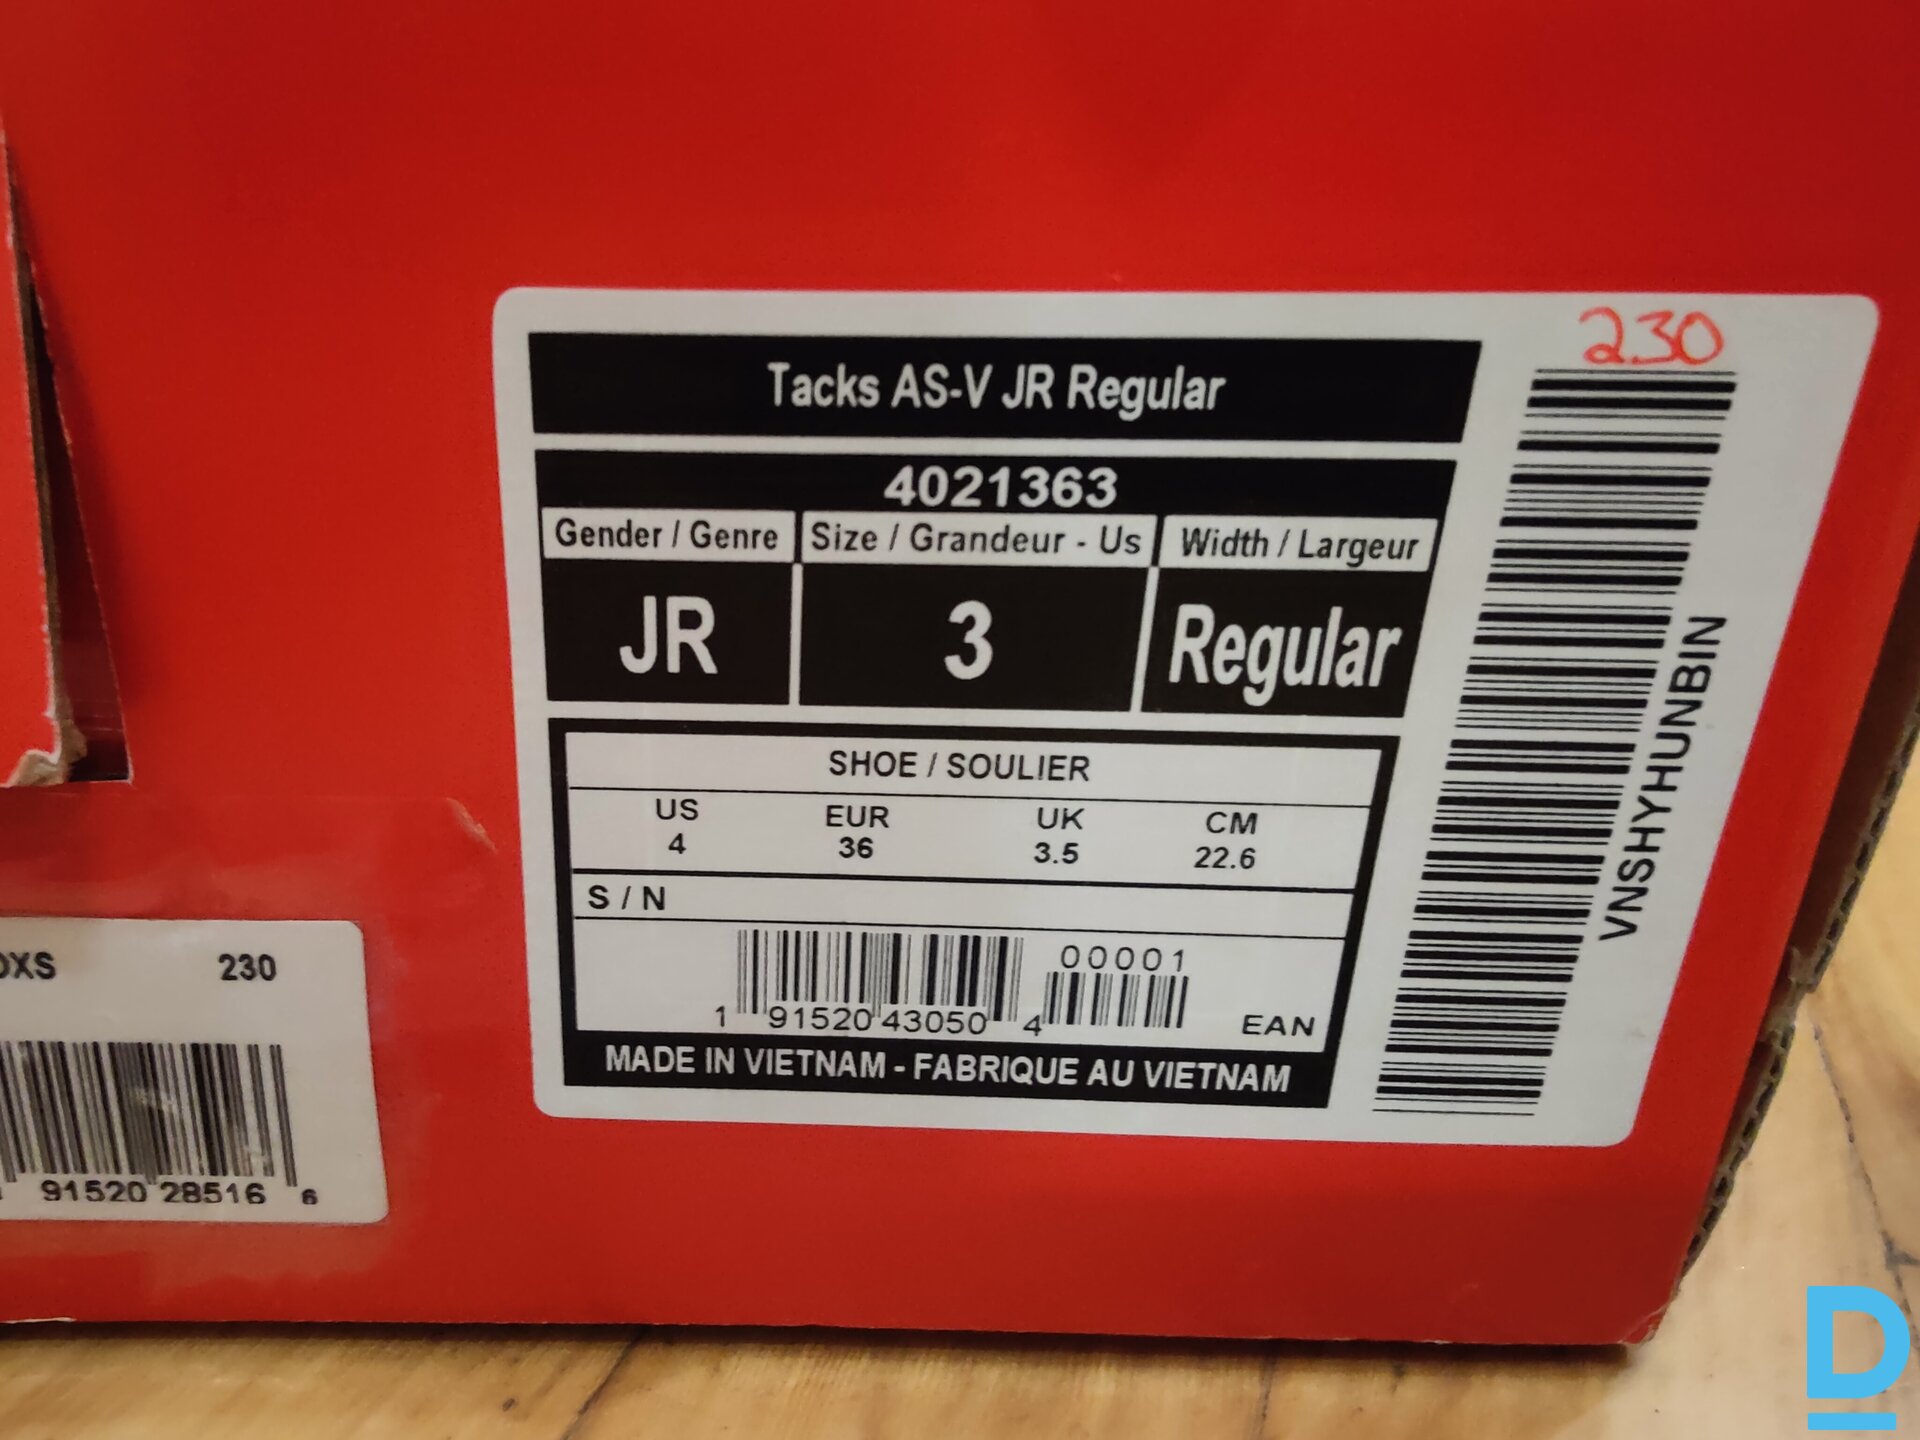 230
Tacks AS-V JR Regular
4021363
Gender / Genre Size / Grandeur - Us Width / Largeur
JR 3 Regular
VNSHYHUNBIN
SHOE / SOULIER
US EUR UK CM
4 36 3.5 22.6
S / N
00001
1 91520 43050 4 EAN
MADE IN VIETNAM - FABRIQUE AU VIETNAM
230
91520 28516 6
D